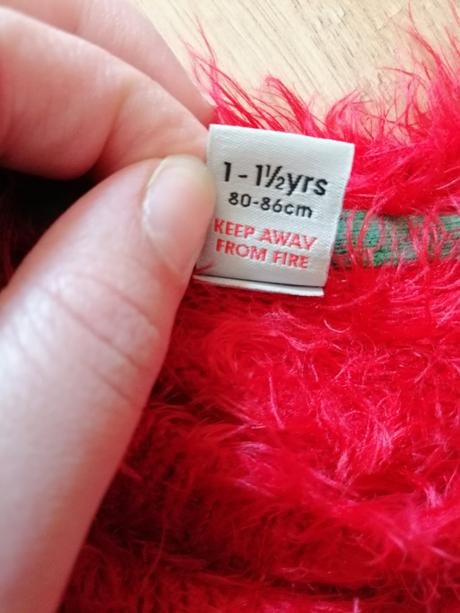 1 - 1½yrs
80-86cm
KEEP AWAY
FROM FIRE